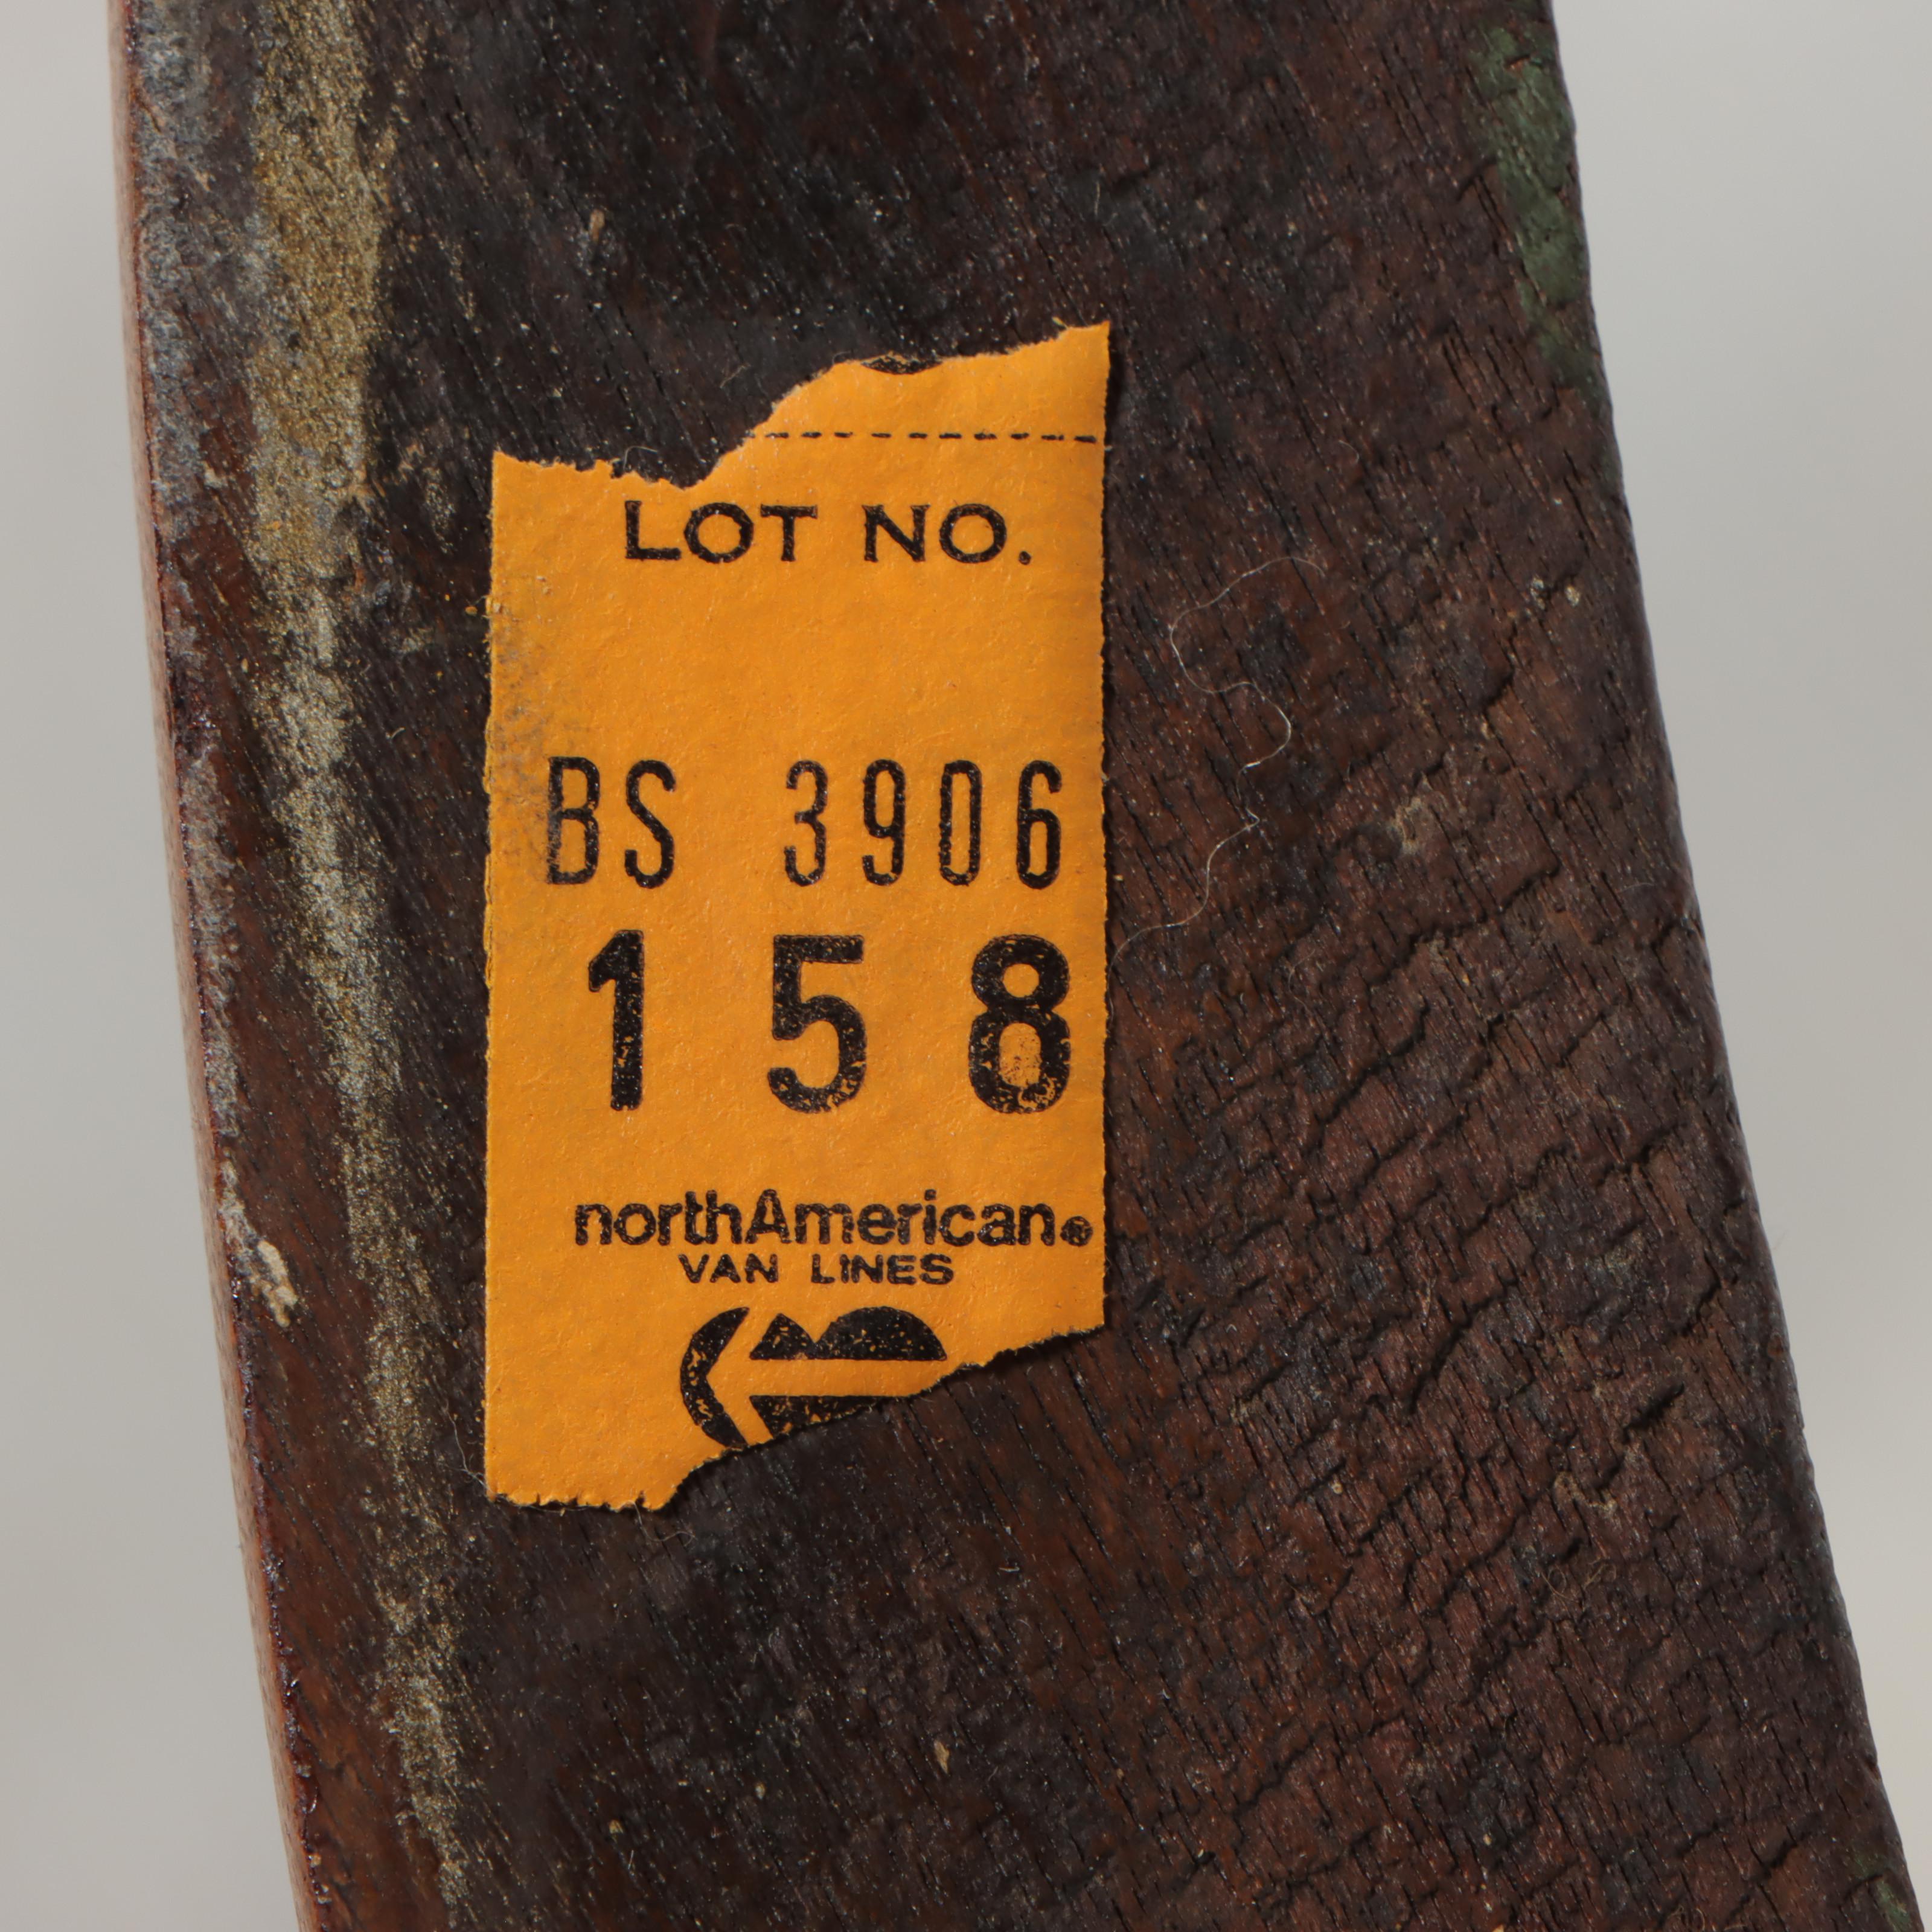 LOT NO.
BS 3906
158
northAmerican®
VAN LINES